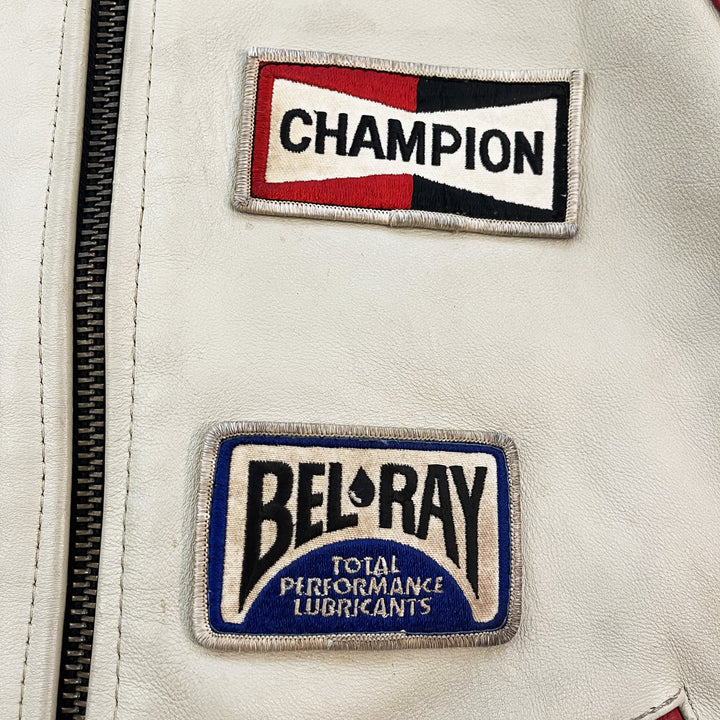 CHAMPION
BEL-RAY
TOTAL
PERFORMANCE
LUBRICANTS